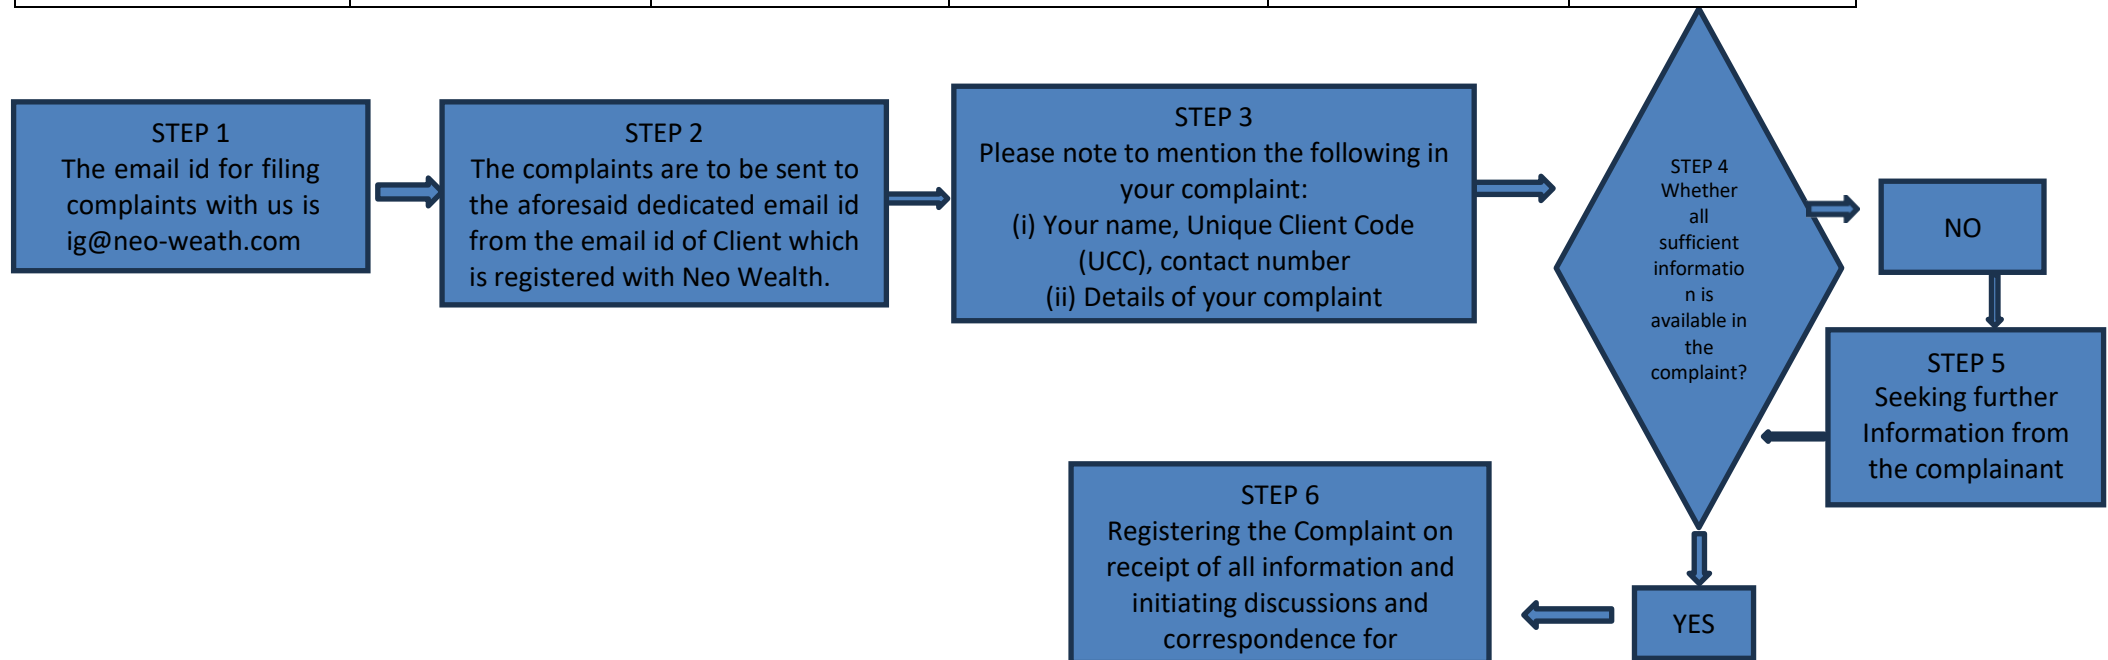 STEP 1
The email id for filing
complaints with us is
ig@neo-weath.com
STEP 2
The complaints are to be sent to
the aforesaid dedicated email id
from the email id of Client which
is registered with Neo Wealth.
STEP 3
Please note to mention the following in
your complaint:
(i) Your name, Unique Client Code
(UCC), contact number
(ii) Details of your complaint
STEP 4
Whether
all
sufficient
informatio
n is
available in
the
complaint?
NO
STEP 5
Seeking further
Information from
the complainant
YES
STEP 6
Registering the Complaint on
receipt of all information and
initiating discussions and
correspondence for